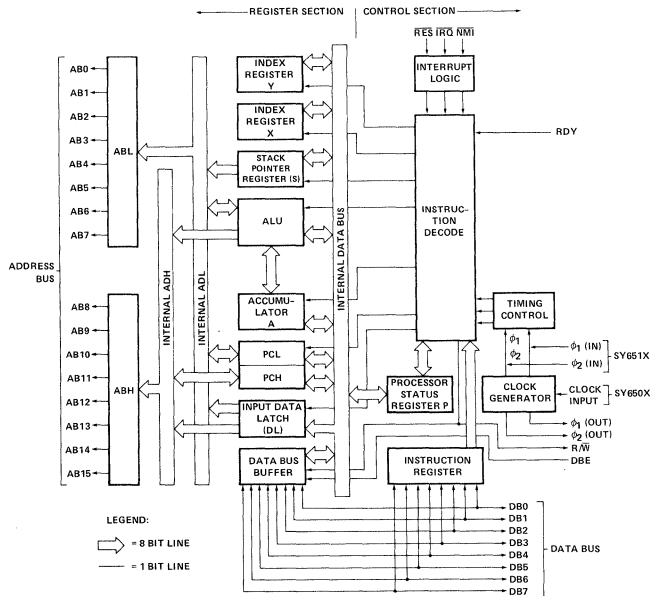 REGISTER SECTION
CONTROL SECTION
RES IRQ NMI
AB0
AB1
AB2
AB3
AB4
AB5
AB6
AB7
ABL
ADDRESS
BUS
AB8
AB9
AB10
AB11
AB12
AB13
AB14
AB15
ABH
INTERNAL ADH
INTERNAL ADL
INDEX
REGISTER
Y
INDEX
REGISTER
X
STACK
POINTER
REGISTER (S)
ALU
ACCUMU-
LATOR
A
PCL
PCH
INPUT DATA
LATCH
(DL)
DATA BUS
BUFFER
INTERNAL DATA BUS
INTERRUPT
LOGIC
INSTRUC-
TION
DECODE
RDY
TIMING
CONTROL
ϕ1
ϕ2
ϕ1 (IN)
ϕ2 (IN)
SY651X
PROCESSOR
STATUS
REGISTER P
CLOCK
GENERATOR
CLOCK
INPUT
SY650X
ϕ1 (OUT)
ϕ2 (OUT)
R/W̅
DBE
INSTRUCTION
REGISTER
DB0
DB1
DB2
DB3
DB4
DB5
DB6
DB7
DATA BUS
LEGEND:
= 8 BIT LINE
= 1 BIT LINE